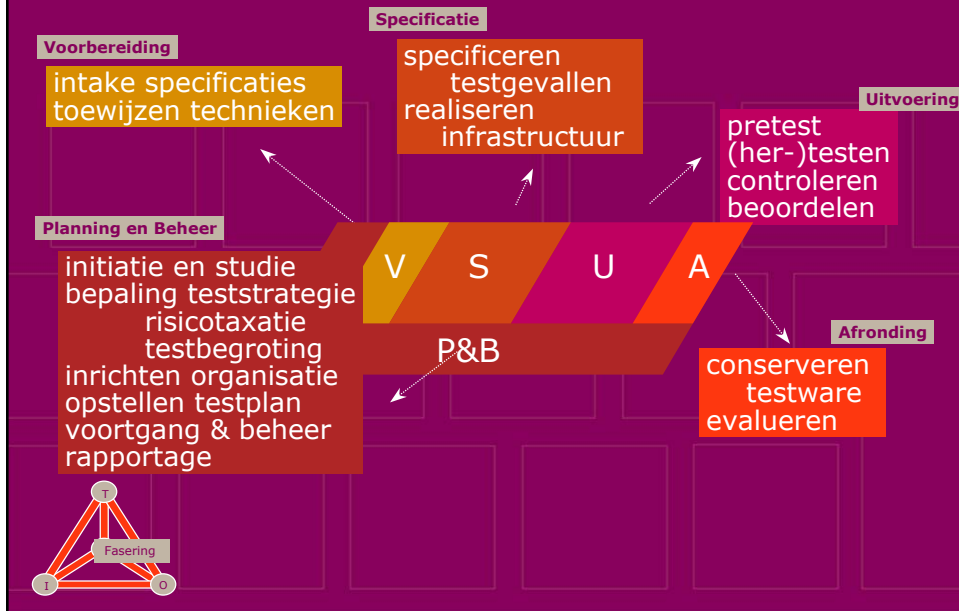 Specificatie
Voorbereiding
specificeren
testgevallen
realiseren
infrastructuur
intake specificaties
toewijzen technieken
Uitvoering
pretest
(her-)testen
controleren
beoordelen
Planning en Beheer
initiatie en studie
bepaling teststrategie
risicotaxatie
testbegroting
inrichten organisatie
opstellen testplan
voortgang & beheer
rapportage
V S U A
P&B
Afronding
conserveren
testware
evalueren
T
Fasering
I O